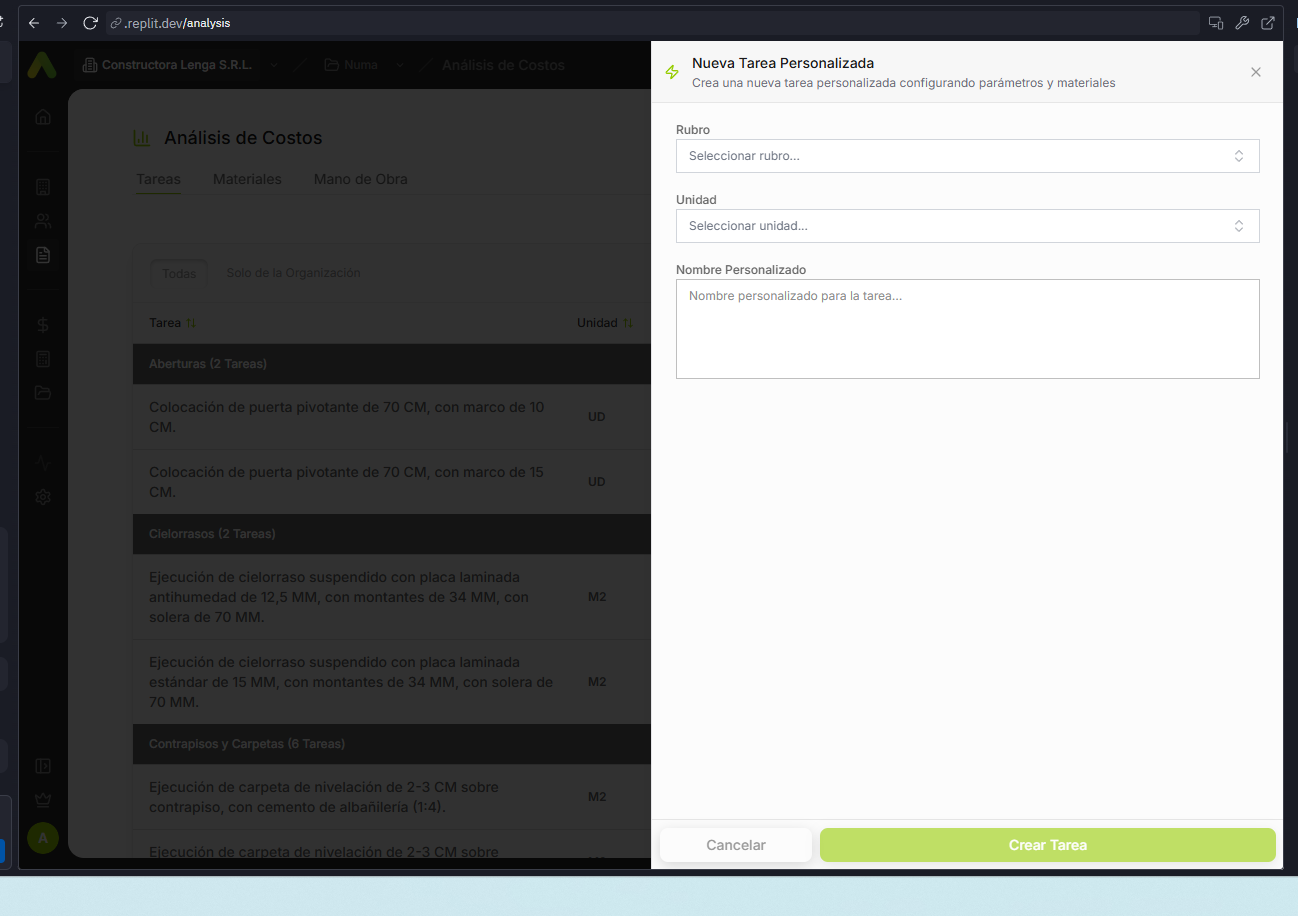 .replit.dev/analysis
Constructora Lenga S.R.L.
Numa
Análisis de Costos
Nueva Tarea Personalizada
Crea una nueva tarea personalizada configurando parámetros y materiales
Análisis de Costos
Tareas
Materiales
Mano de Obra
Todas
Solo de la Organización
Tarea
Unidad
Aberturas (2 Tareas)
Colocación de puerta pivotante de 70 CM, con marco de 10
CM.
UD
Colocación de puerta pivotante de 70 CM, con marco de 15
CM.
UD
Cielorrasos (2 Tareas)
Ejecución de cielorraso suspendido con placa laminada
antihumedad de 12,5 MM, con montantes de 34 MM, con
solera de 70 MM.
M2
Ejecución de cielorraso suspendido con placa laminada
estándar de 15 MM, con montantes de 34 MM, con solera de
70 MM.
M2
Contrapisos y Carpetas (6 Tareas)
Ejecución de carpeta de nivelación de 2-3 CM sobre
contrapiso, con cemento de albañilería (1:4).
M2
Ejecución de carpeta de nivelación de 2-3 CM sobre
A
Rubro
Seleccionar rubro...
Unidad
Seleccionar unidad...
Nombre Personalizado
Nombre personalizado para la tarea...
Cancelar
Crear Tarea